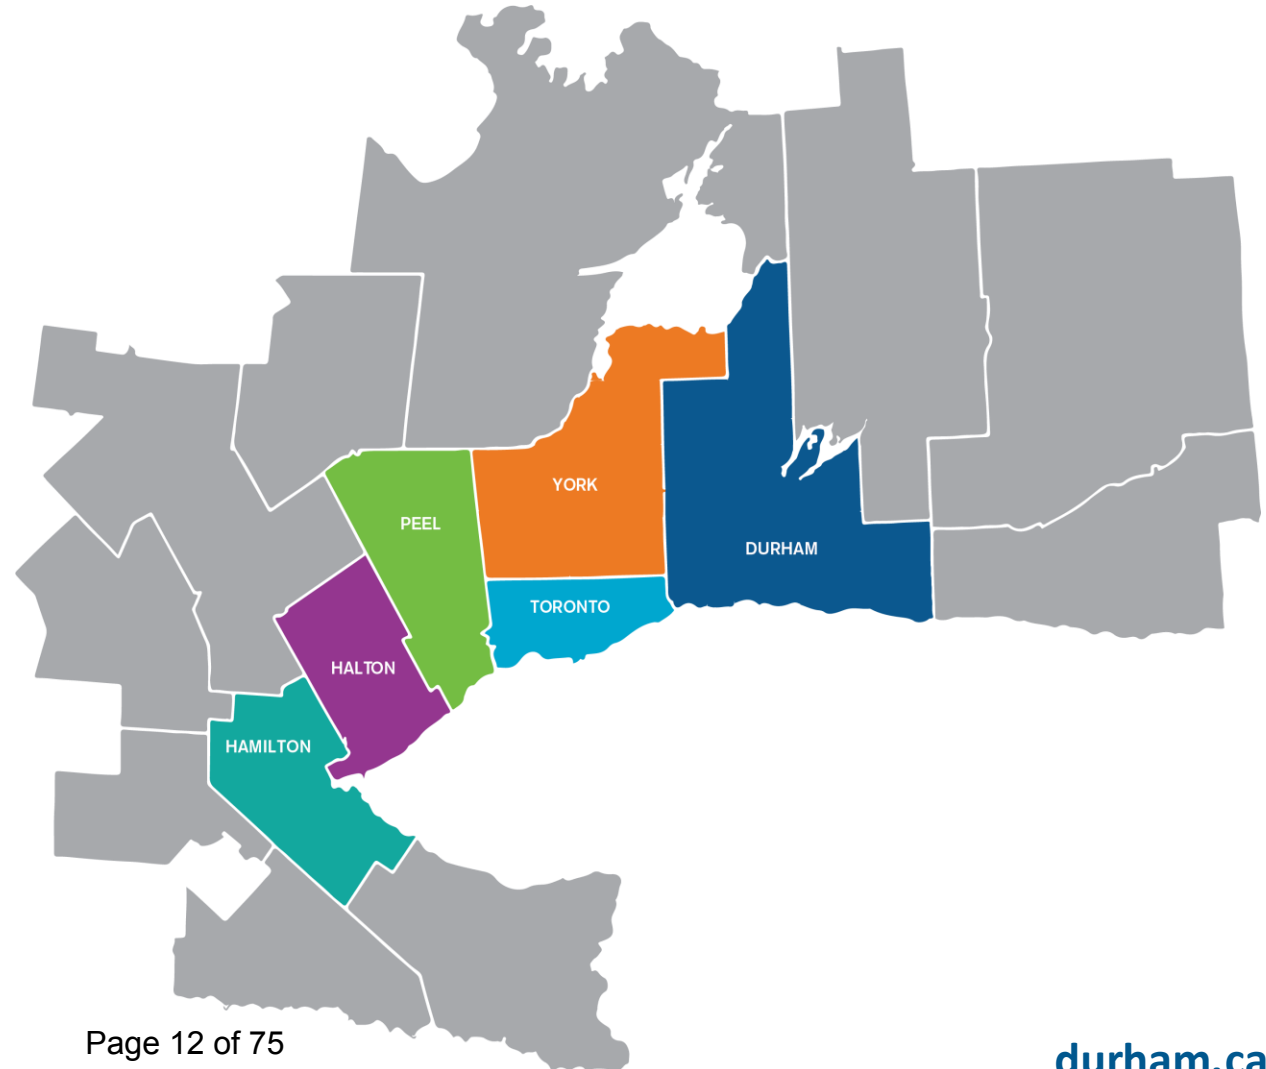 YORK
PEEL
DURHAM
TORONTO
HALTON
HAMILTON
Page 12 of 75
durham.ca